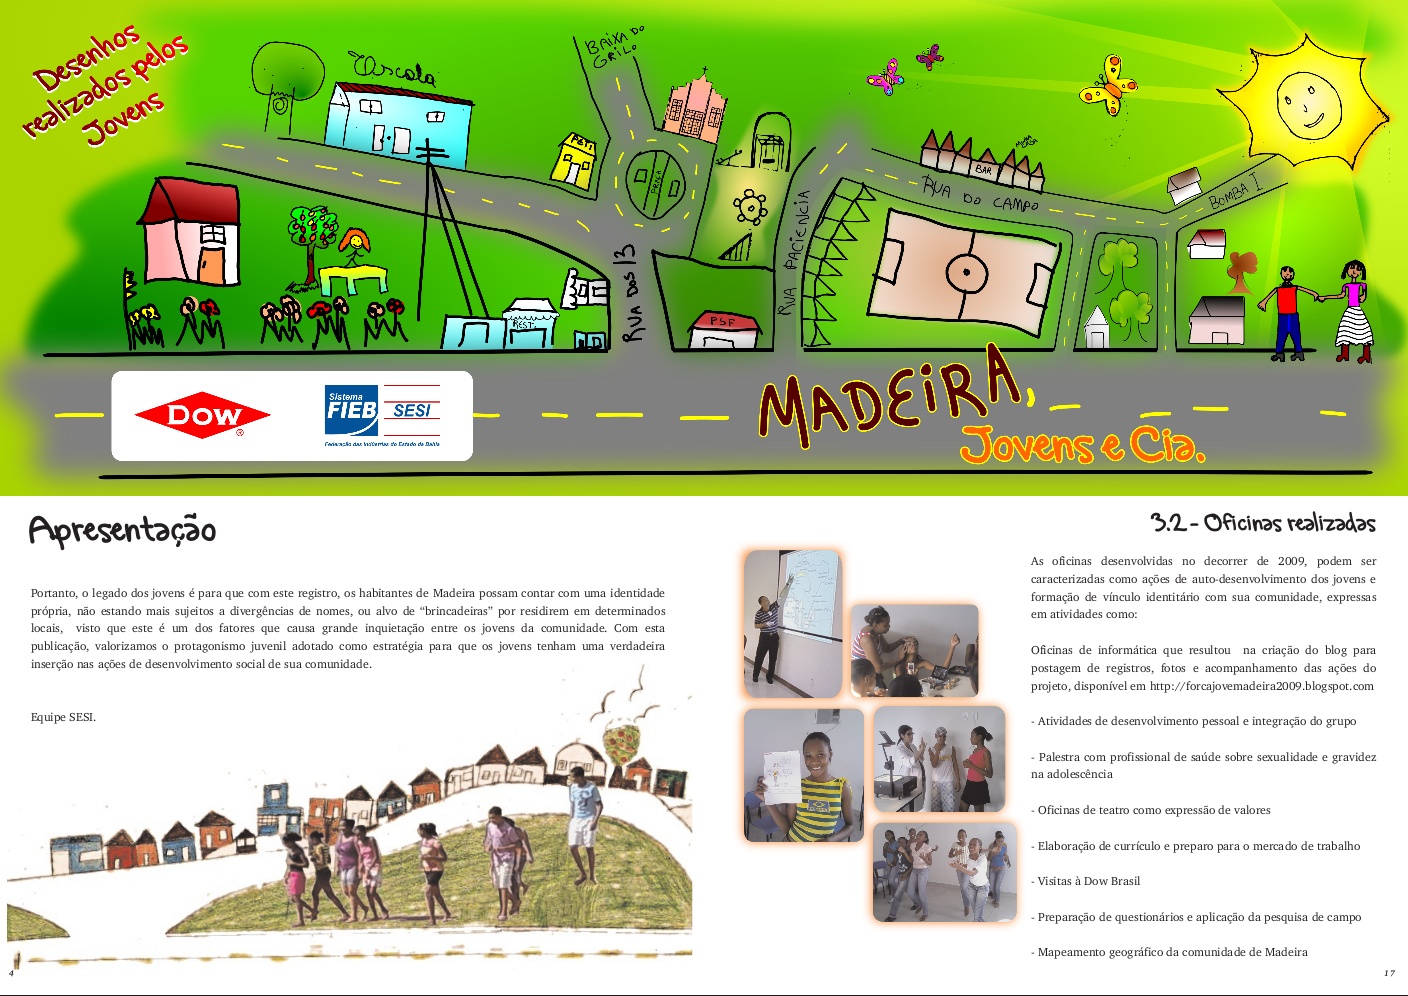 Desenhos
realizados pelos
Jovens
Escola
BAIXA DO
GRILO
PETI
PRAÇA
BAR
RUA DO CAMPO
BOMBA I
RUA PACIENCIA
RUA DOS 13
REST.
PSF
MADEIRA,
Jovens e Cia.
Dow
Sistema
FIEB SESI
Federação das Indústrias do Estado da Bahia
Apresentação
Portanto, o legado dos jovens é para que com este registro, os habitantes de Madeira possam contar com uma identidade
própria, não estando mais sujeitos a divergências de nomes, ou alvo de “brincadeiras” por residirem em determinados
locais, visto que este é um dos fatores que causa grande inquietação entre os jovens da comunidade. Com esta
publicação, valorizamos o protagonismo juvenil adotado como estratégia para que os jovens tenham uma verdadeira
inserção nas ações de desenvolvimento social de sua comunidade.
Equipe SESI.
4
3.2 - Oficinas realizadas
As oficinas desenvolvidas no decorrer de 2009, podem ser
caracterizadas como ações de auto-desenvolvimento dos jovens e
formação de vínculo identitário com sua comunidade, expressas
em atividades como:
Oficinas de informática que resultou na criação do blog para
postagem de registros, fotos e acompanhamento das ações do
projeto, disponível em http://forcajovemadeira2009.blogspot.com
- Atividades de desenvolvimento pessoal e integração do grupo
- Palestra com profissional de saúde sobre sexualidade e gravidez
na adolescência
- Oficinas de teatro como expressão de valores
- Elaboração de currículo e preparo para o mercado de trabalho
- Visitas à Dow Brasil
- Preparação de questionários e aplicação da pesquisa de campo
- Mapeamento geográfico da comunidade de Madeira
17